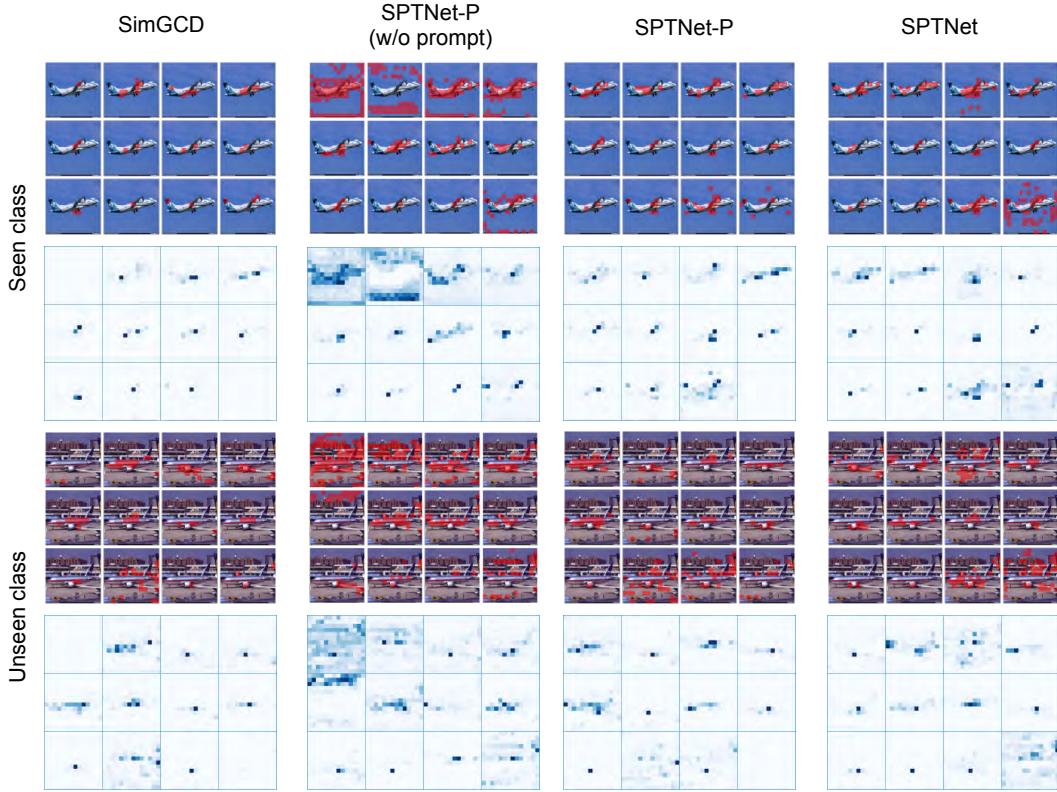 SimGCD
SPTNet-P
(w/o prompt)
SPTNet-P
SPTNet
Seen class
Unseen class